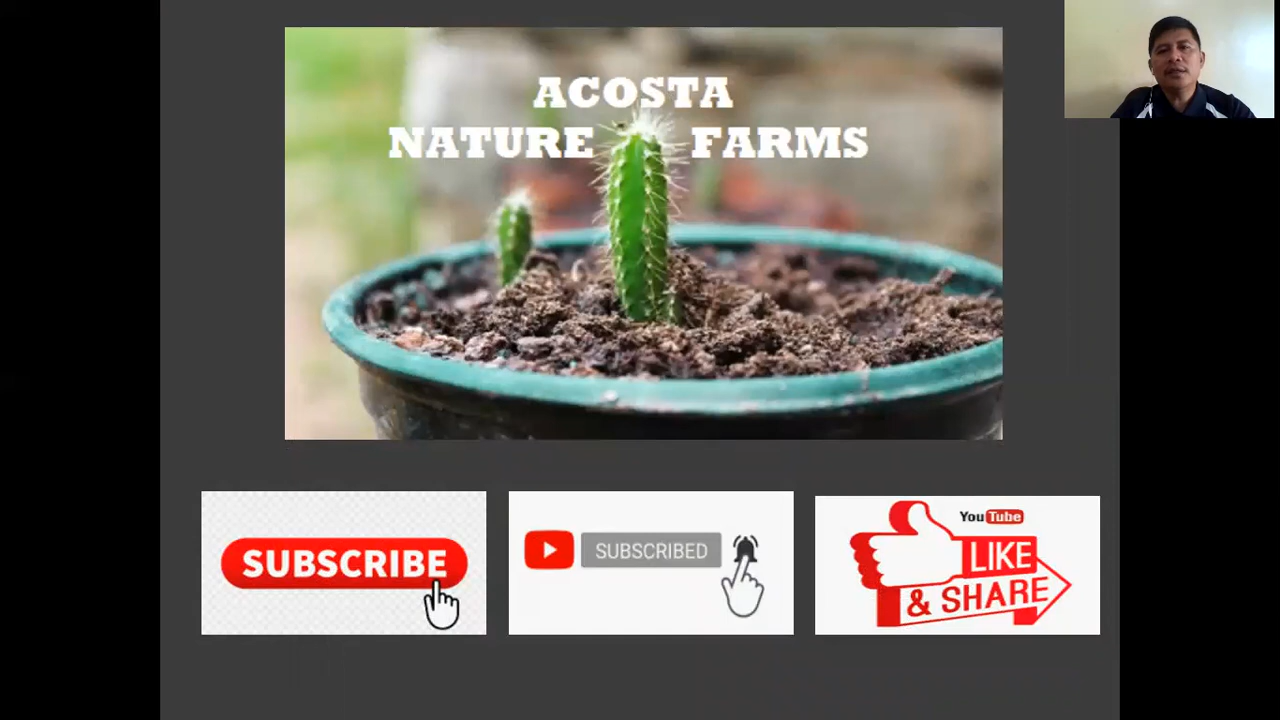 ACOSTA
NATURE FARMS
SUBSCRIBE
SUBSCRIBED
YouTube
LIKE
& SHARE